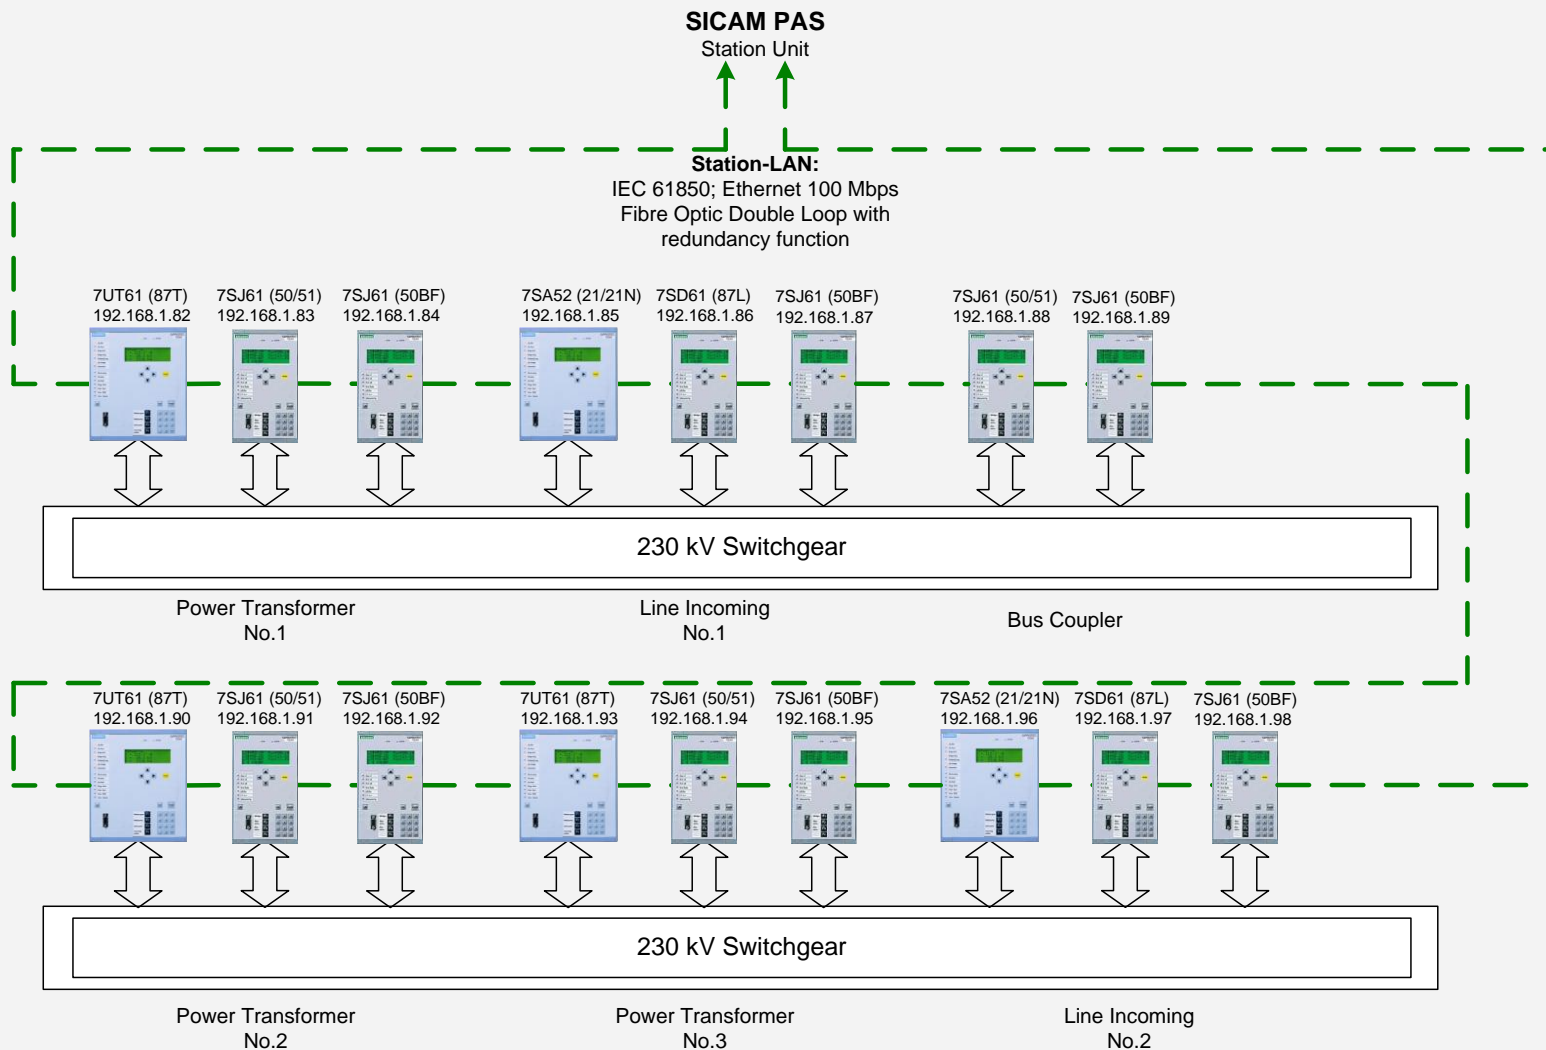 SICAM PAS
Station Unit
Station-LAN:
IEC 61850; Ethernet 100 Mbps
Fibre Optic Double Loop with
redundancy function
7UT61 (87T)
192.168.1.82
7SJ61 (50/51)
192.168.1.83
7SJ61 (50BF)
192.168.1.84
7SA52 (21/21N)
192.168.1.85
7SD61 (87L)
192.168.1.86
7SJ61 (50BF)
192.168.1.87
7SJ61 (50/51)
192.168.1.88
7SJ61 (50BF)
192.168.1.89
230 kV Switchgear
Power Transformer
No.1
Line Incoming
No.1
Bus Coupler
7UT61 (87T)
192.168.1.90
7SJ61 (50/51)
192.168.1.91
7SJ61 (50BF)
192.168.1.92
7UT61 (87T)
192.168.1.93
7SJ61 (50/51)
192.168.1.94
7SJ61 (50BF)
192.168.1.95
7SA52 (21/21N)
192.168.1.96
7SD61 (87L)
192.168.1.97
7SJ61 (50BF)
192.168.1.98
230 kV Switchgear
Power Transformer
No.2
Power Transformer
No.3
Line Incoming
No.2